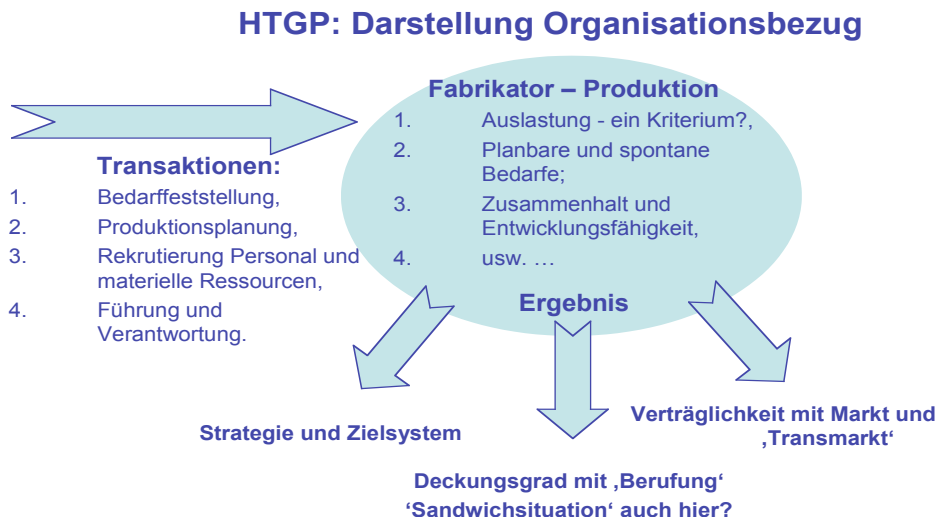 HTGP: Darstellung Organisationsbezug
Transaktionen:
1. Bedarffeststellung,
2. Produktionsplanung,
3. Rekrutierung Personal und
materielle Ressourcen,
4. Führung und
Verantwortung.
Fabrikator – Produktion
1. Auslastung - ein Kriterium?,
2. Planbare und spontane
Bedarfe;
3. Zusammenhalt und
Entwicklungsfähigkeit,
4. usw. …
Ergebnis
Strategie und Zielsystem
Deckungsgrad mit ‚Berufung‘
‘Sandwichsituation‘ auch hier?
Verträglichkeit mit Markt und
‚Transmarkt‘